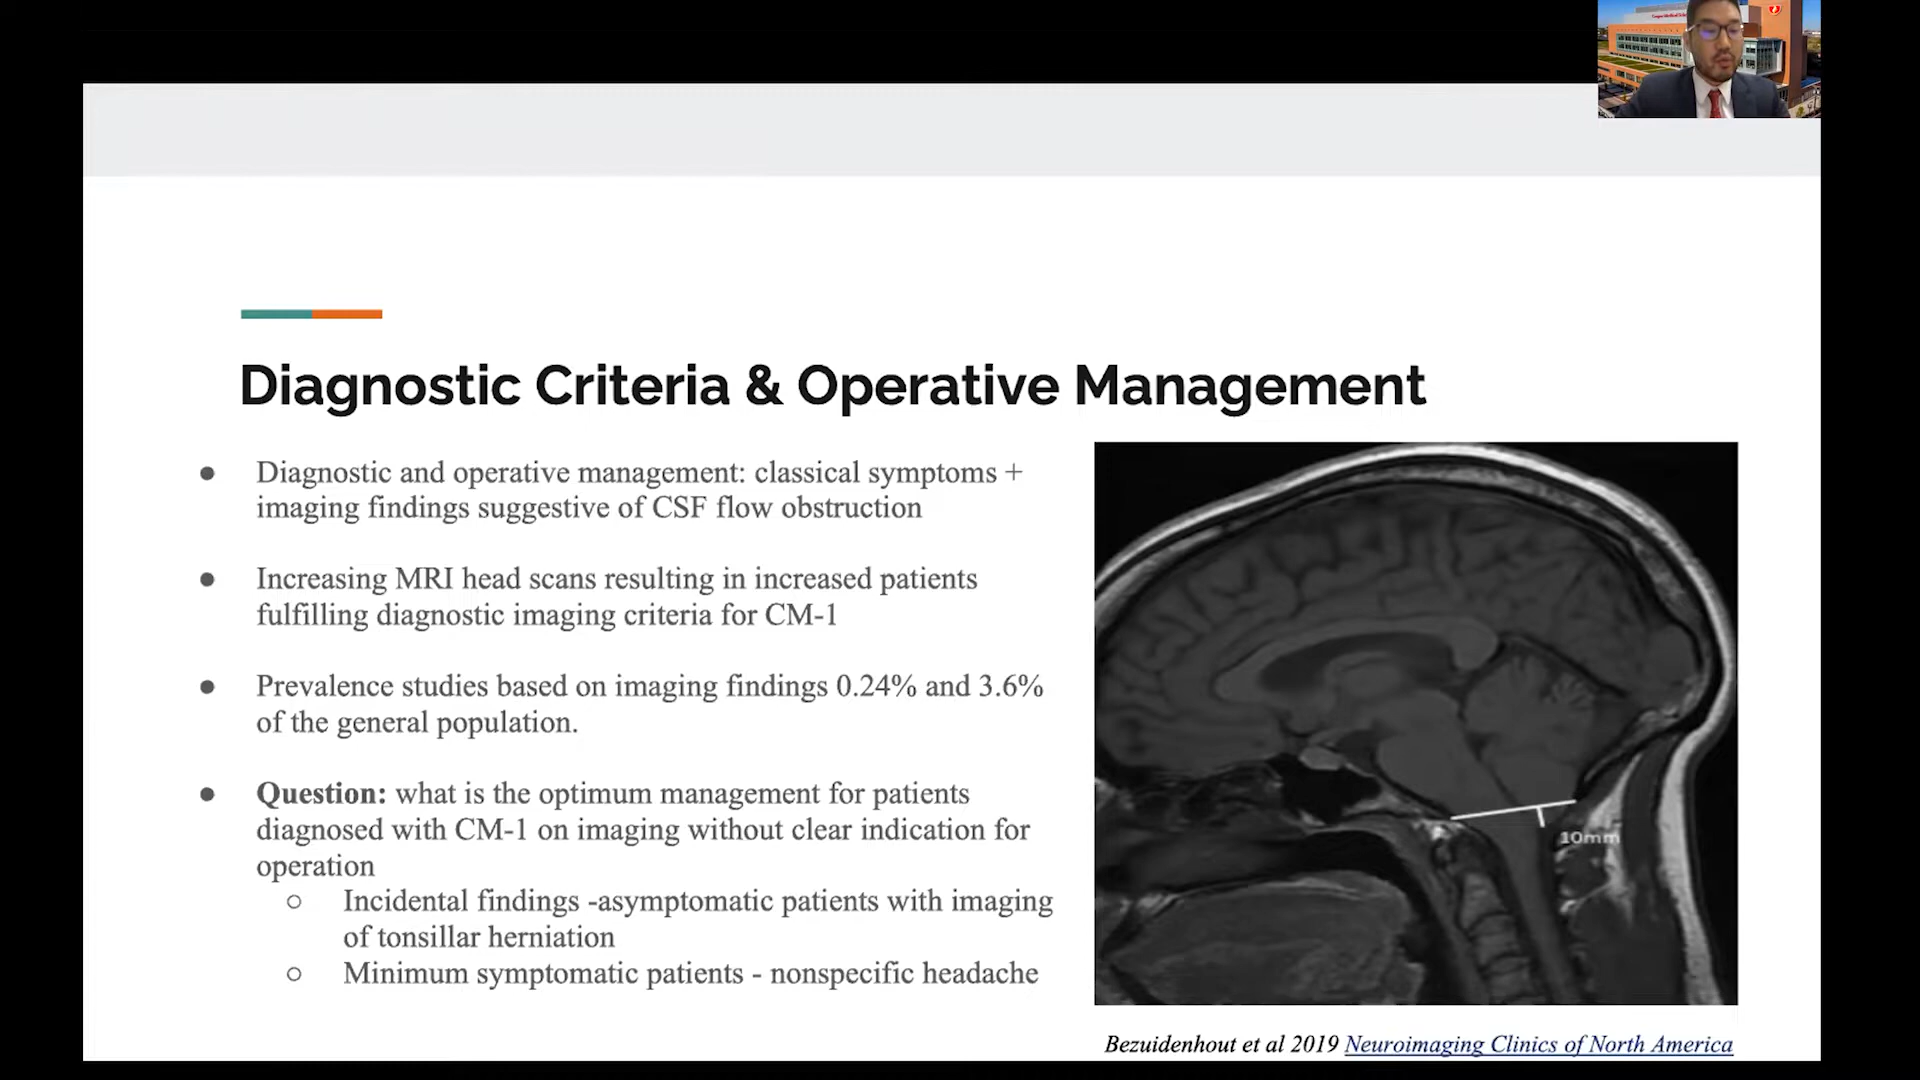 Diagnostic Criteria & Operative Management
● Diagnostic and operative management: classical symptoms +
imaging findings suggestive of CSF flow obstruction
● Increasing MRI head scans resulting in increased patients
fulfilling diagnostic imaging criteria for CM-1
● Prevalence studies based on imaging findings 0.24% and 3.6%
of the general population.
● Question: what is the optimum management for patients
diagnosed with CM-1 on imaging without clear indication for
operation
○ Incidental findings -asymptomatic patients with imaging
of tonsillar herniation
○ Minimum symptomatic patients - nonspecific headache
10mm
Bezuidenhout et al 2019 Neuroimaging Clinics of North America